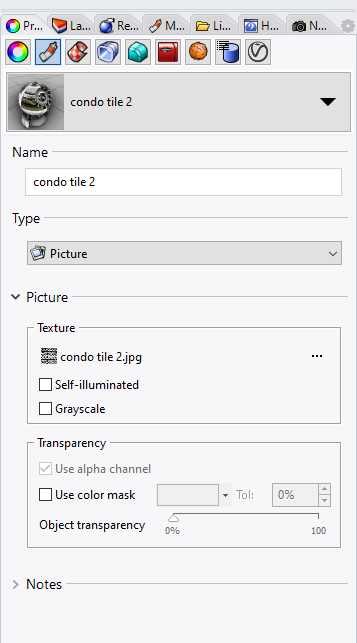 Pr...
La...
Re...
M...
Li...
H...
N...
condo tile 2
Name
condo tile 2
Type
Picture
Picture
Texture
condo tile 2.jpg
...
Self-illuminated
Grayscale
Transparency
Use alpha channel
Use color mask
Tol:
0%
Object transparency
0%
100
Notes